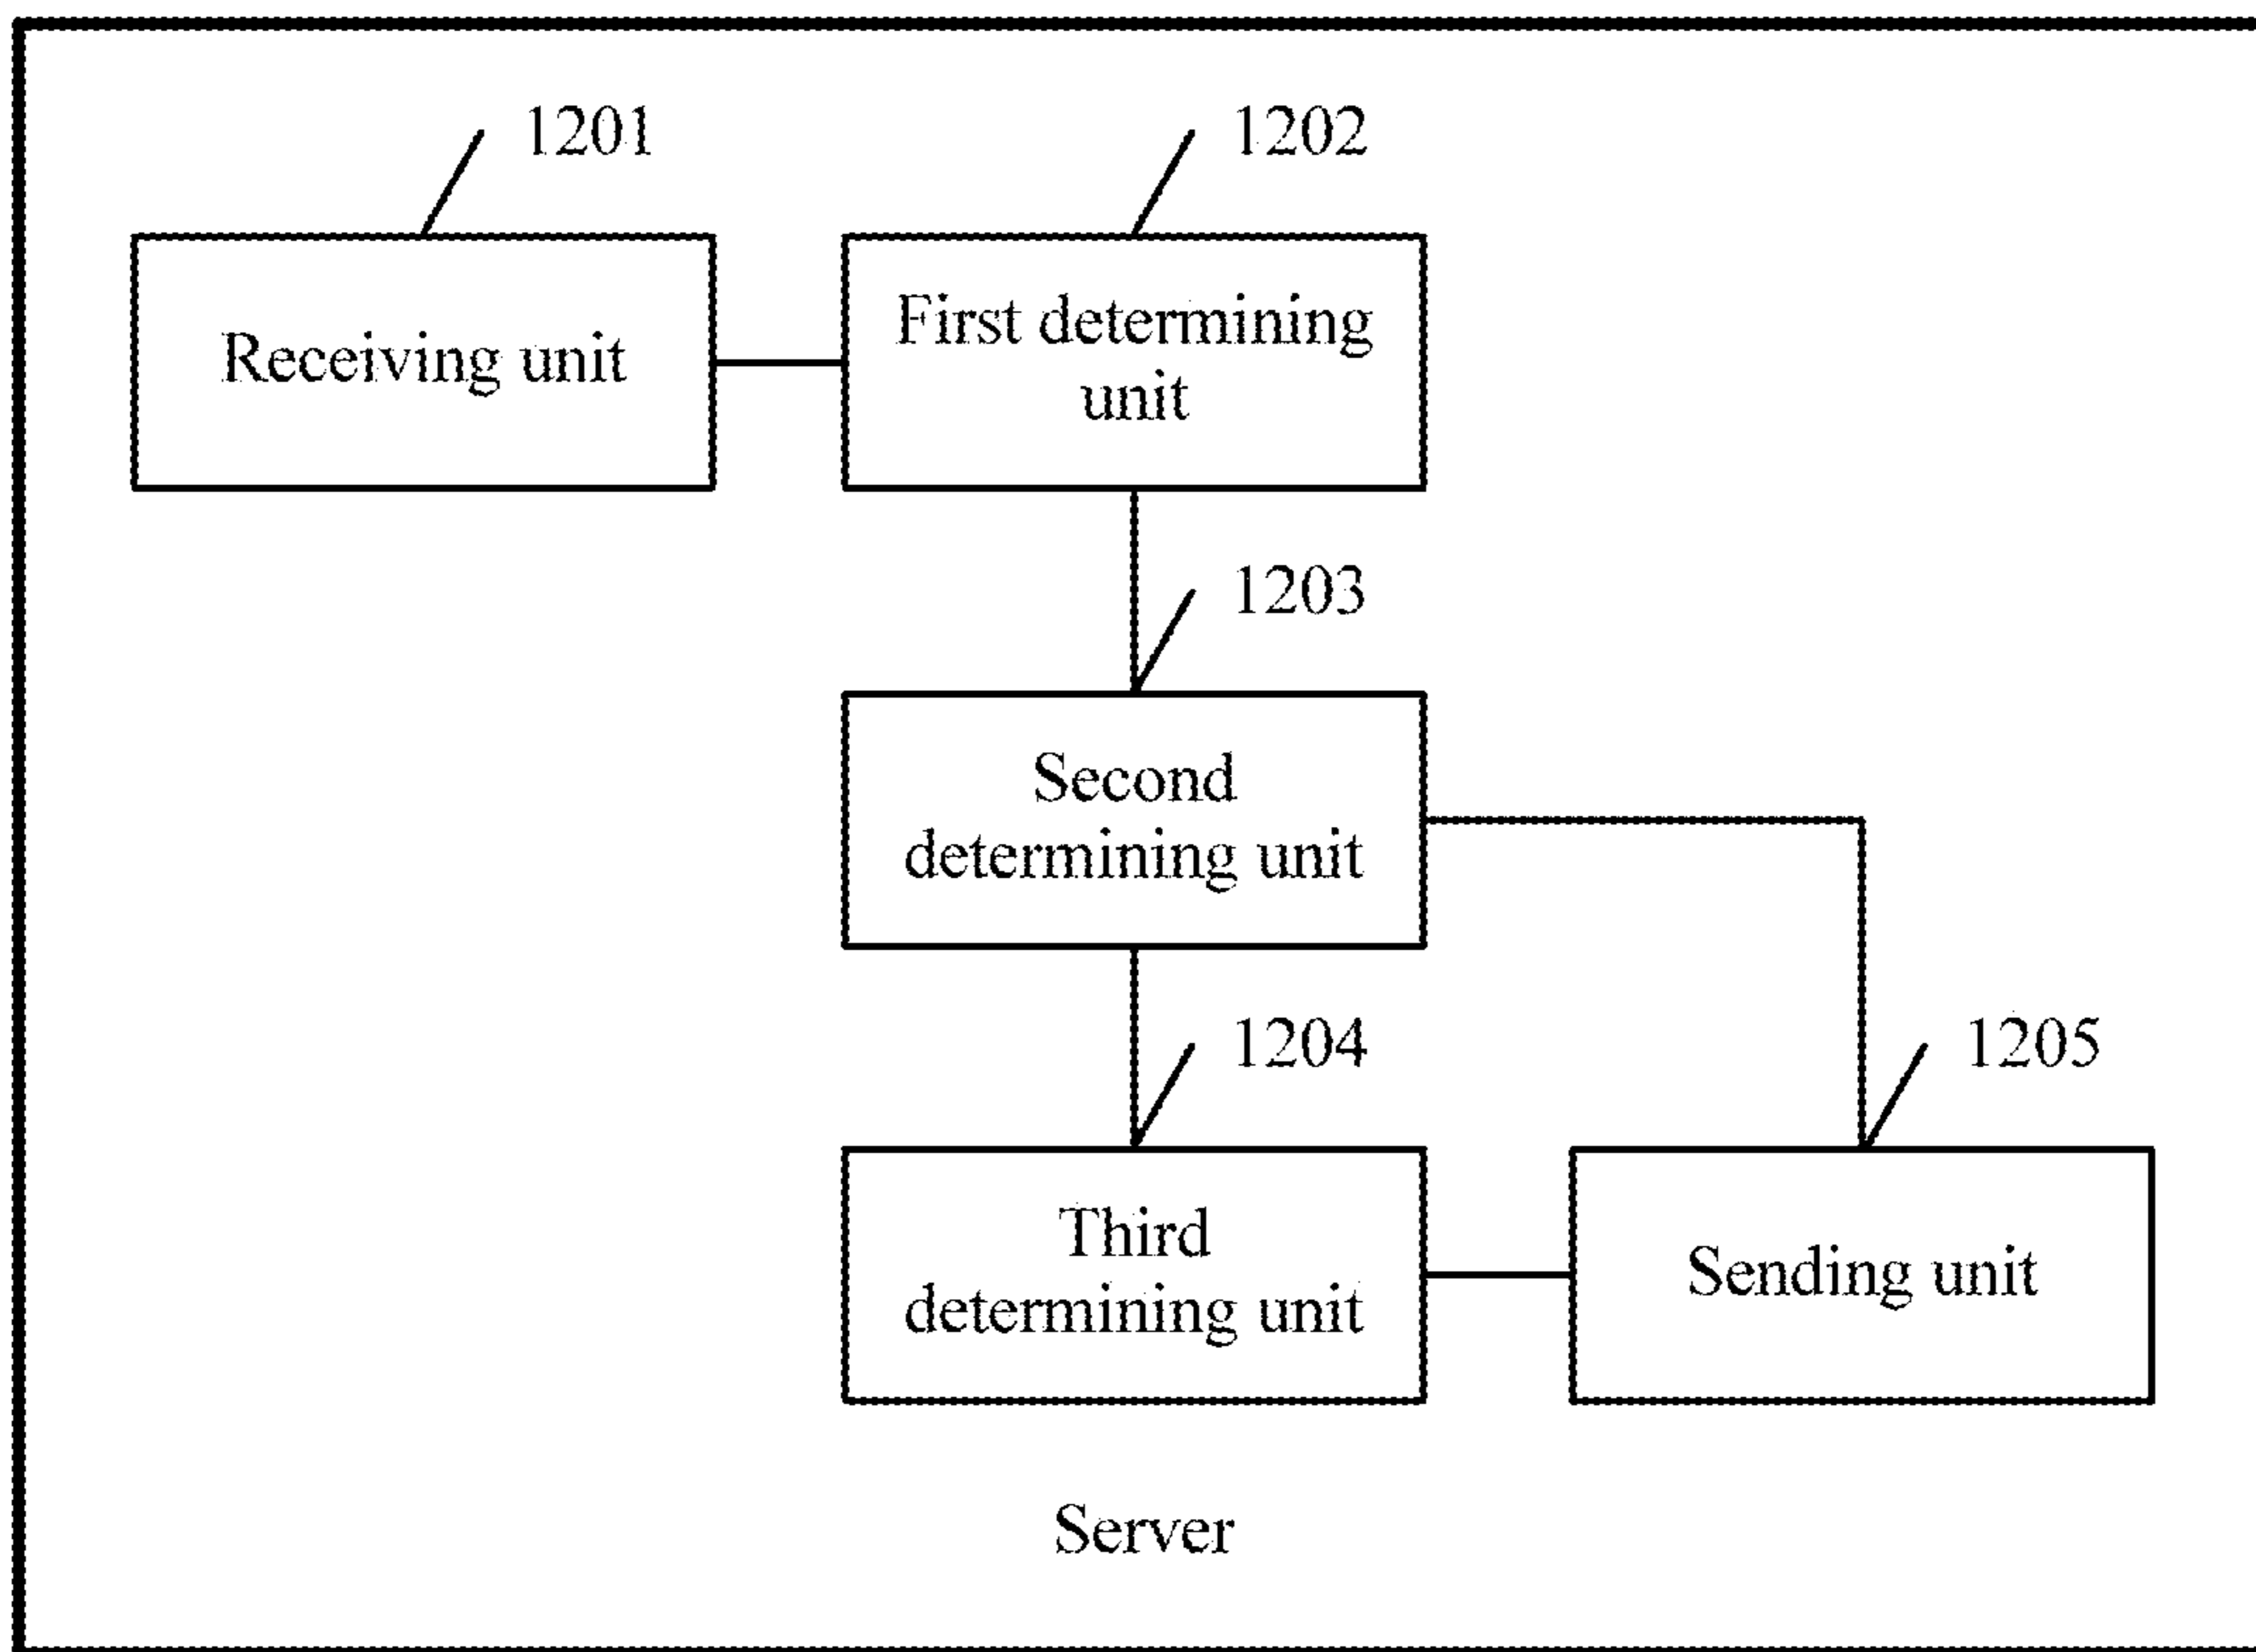 1201
1202
Receiving unit
First determining
unit
1203
Second
determining unit
1204
1205
Third
determining unit
Sending unit
Server